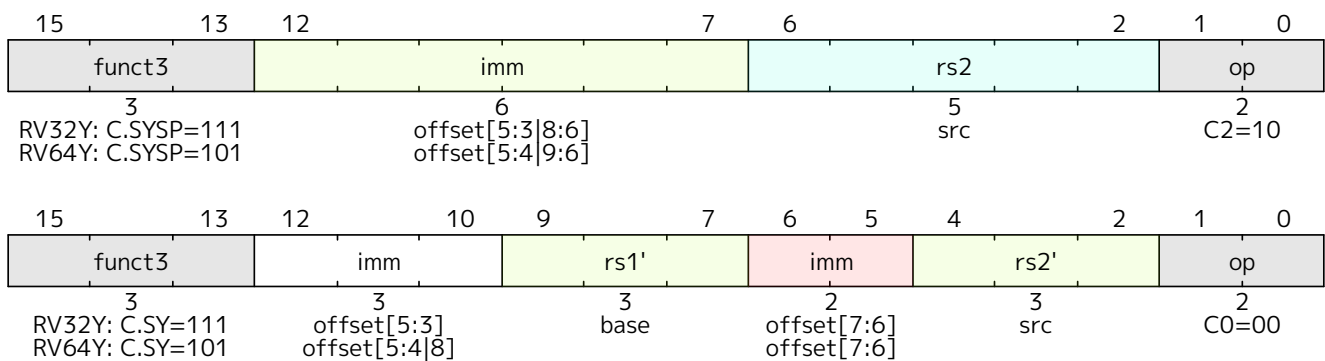 15 13 12 7 6 2 1 0
funct3 imm rs2 op
3 6 5 2
RV32Y: C.SYSP=111 offset[5:3|8:6] src C2=10
RV64Y: C.SYSP=101 offset[5:4|9:6]
15 13 12 10 9 7 6 5 4 2 1 0
funct3 imm rs1' imm rs2' op
3 3 3 2 3 2
RV32Y: C.SY=111 offset[5:3] base offset[7:6] src C0=00
RV64Y: C.SY=101 offset[5:4|8] offset[7:6]